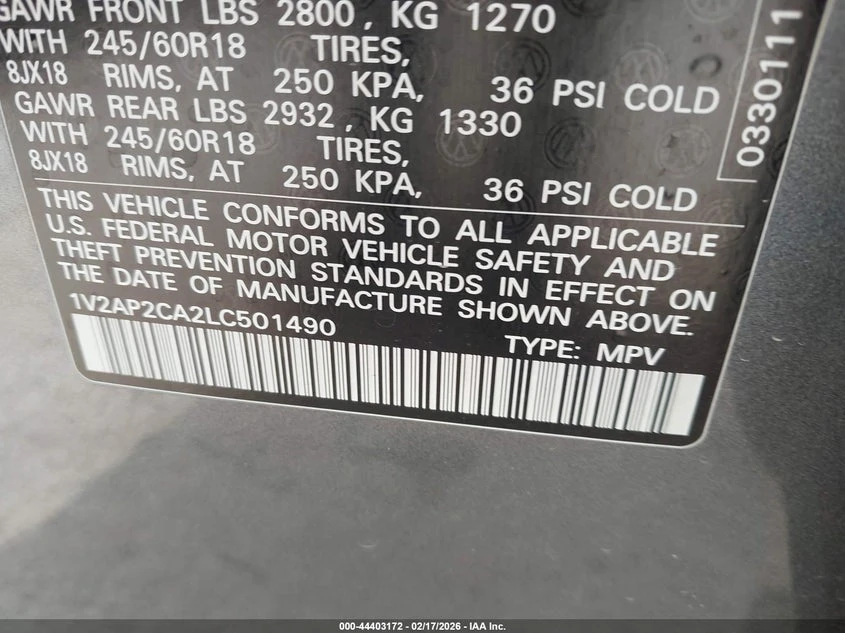 GAWR FRONT LBS 2800, KG 1270
WITH 245/60R18 TIRES,
8JX18 RIMS, AT 250 KPA, 36 PSI COLD
GAWR REAR LBS 2932, KG 1330
WITH 245/60R18 TIRES,
8JX18 RIMS, AT 250 KPA, 36 PSI COLD
0330111
THIS VEHICLE CONFORMS TO ALL APPLICABLE
U.S. FEDERAL MOTOR VEHICLE SAFETY AND
THEFT PREVENTION STANDARDS IN EFFECT ON
THE DATE OF MANUFACTURE SHOWN ABOVE.
1V2AP2CA2LC501490 TYPE: MPV
000-44403172 — 02/17/2026 — IAA Inc.